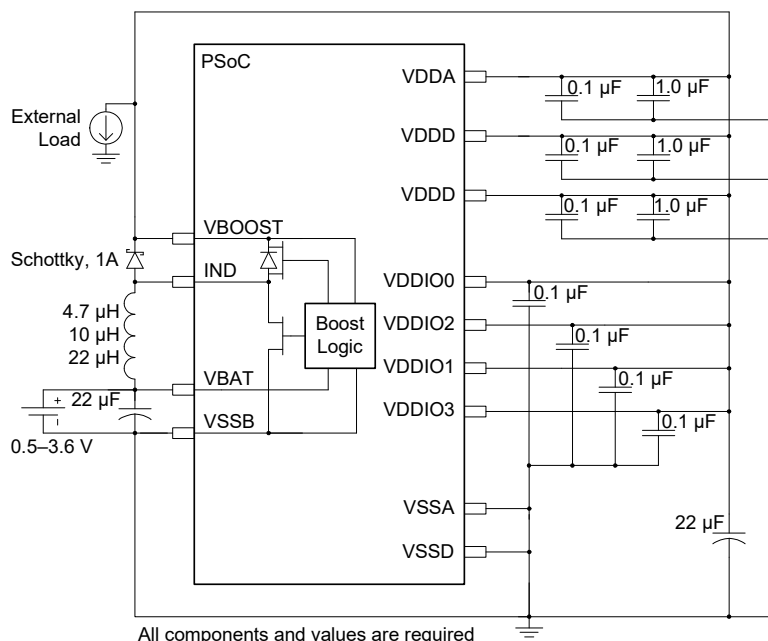 PSoC
VDDA
0.1 µF
1.0 µF
External
Load
VDDD
0.1 µF
1.0 µF
VDDD
0.1 µF
1.0 µF
VBOOST
Schottky, 1A
IND
VDDIO0
0.1 µF
4.7 µH
10 µH
22 µH
Boost
Logic
VDDIO2
0.1 µF
VDDIO1
0.1 µF
VBAT
22 µF
+
VDDIO3
0.1 µF
VSSB
0.5–3.6 V
VSSA
22 µF
VSSD
All components and values are required